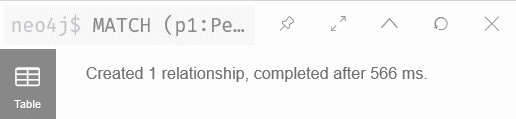 neo4j$ MATCH (p1:Pe…
Created 1 relationship, completed after 566 ms.
Table